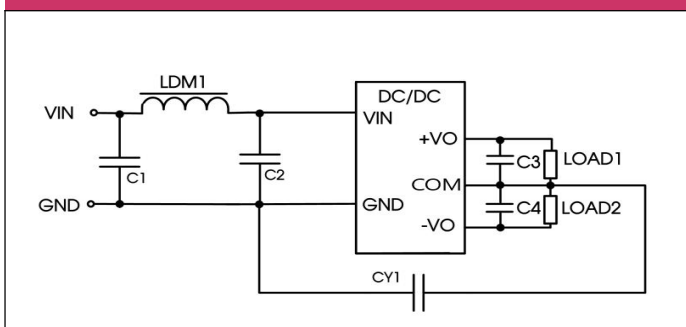 LDM1
DC/DC
VIN
VIN
+VO
C1
C2
C3
LOAD1
COM
GND
GND
C4
LOAD2
-VO
CY1